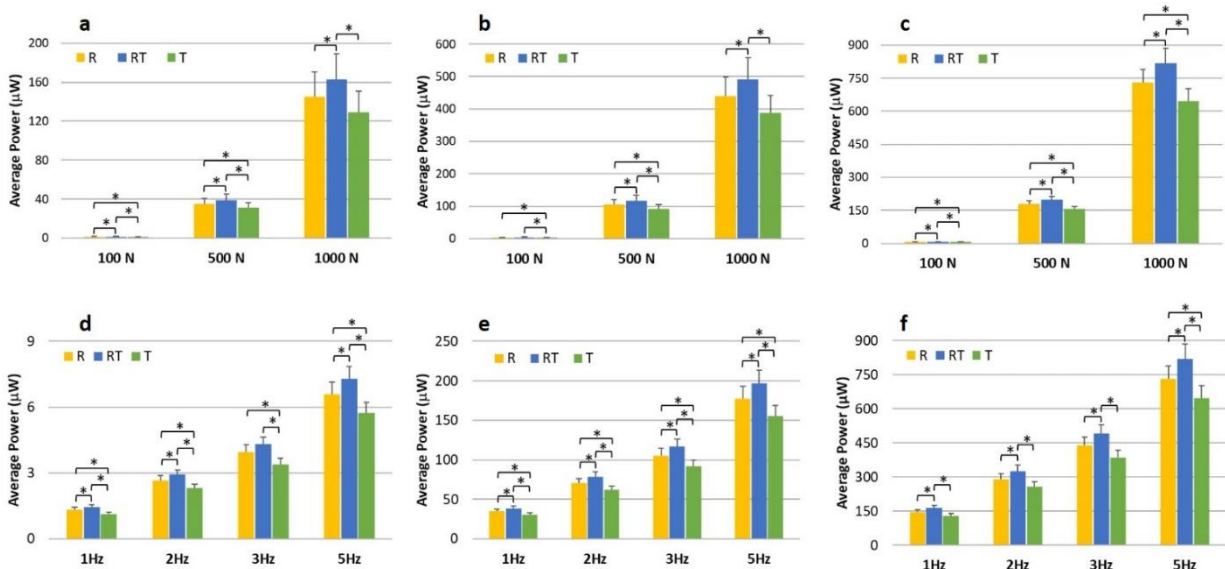 a
Average Power (µW)
R RT T
200
160
120
80
40
0
* * * * * * * *
100 N 500 N 1000 N
b
Average Power (µW)
R RT T
600
500
400
300
200
100
0
* * * * * * *
100 N 500 N 1000 N
c
Average Power (µW)
R RT T
900
750
600
450
300
150
0
* * * * * * * * *
100 N 500 N 1000 N
d
Average Power (µW)
R RT T
9
6
3
0
* * * * * * * * * * *
1Hz 2Hz 3Hz 5Hz
e
Average Power (µW)
R RT T
250
200
150
100
50
0
* * * * * * * * * * * *
1Hz 2Hz 3Hz 5Hz
f
Average Power (µW)
R RT T
900
750
600
450
300
150
0
* * * * * * * * *
1Hz 2Hz 3Hz 5Hz